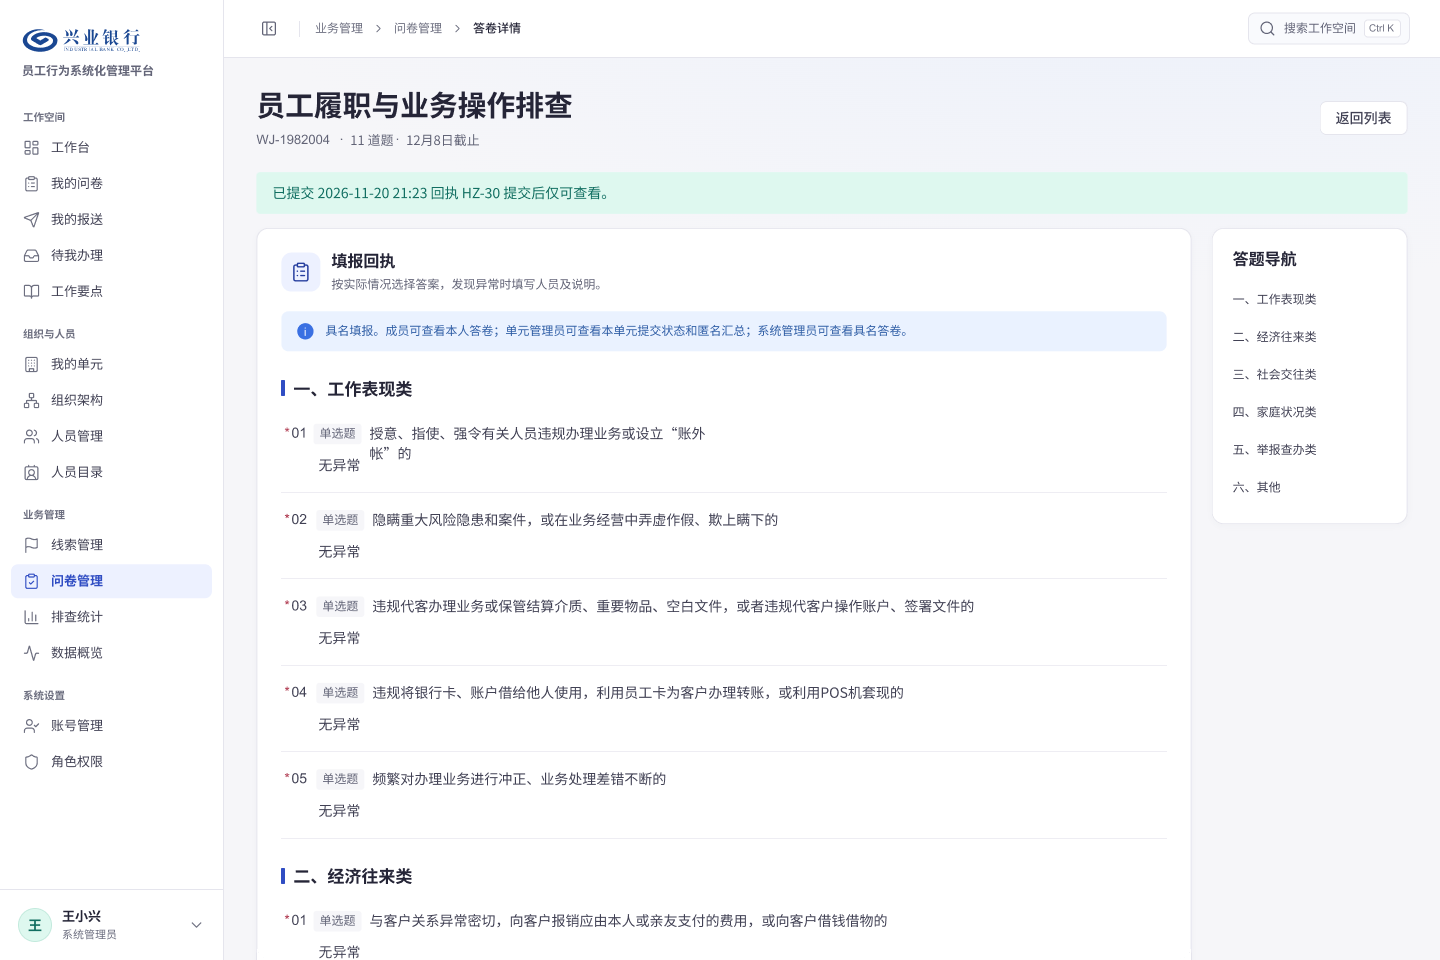 兴业银行
INDUSTRIAL BANK CO.,LTD.
员工行为系统化管理平台
工作空间
工作台
我的问卷
我的报送
待我办理
工作要点
组织与人员
我的单元
组织架构
人员管理
人员目录
业务管理
线索管理
问卷管理
排查统计
数据概览
系统设置
账号管理
角色权限
王
王小兴
系统管理员
业务管理 > 问卷管理 > 答卷详情
搜索工作空间 Ctrl K
员工履职与业务操作排查
WJ-1982004 · 11 道题 · 12月8日截止
返回列表
已提交 2026-11-20 21:23 回执 HZ-30 提交后仅可查看。
填报回执
按实际情况选择答案，发现异常时填写人员及说明。
具名填报。成员可查看本人答卷；单元管理员可查看本单元提交状态和匿名汇总；系统管理员可查看具名答卷。
一、工作表现类
*01 单选题 授意、指使、强令有关人员违规办理业务或设立“账外
帐”的
无异常
*02 单选题 隐瞒重大风险隐患和案件，或在业务经营中弄虚作假、欺上瞒下的
无异常
*03 单选题 违规代客办理业务或保管结算介质、重要物品、空白文件，或者违规代客户操作账户、签署文件的
无异常
*04 单选题 违规将银行卡、账户借给他人使用，利用员工卡为客户办理转账，或利用POS机套现的
无异常
*05 单选题 频繁对办理业务进行冲正、业务处理差错不断的
无异常
二、经济往来类
*01 单选题 与客户关系异常密切，向客户报销应由本人或亲友支付的费用，或向客户借钱借物的
无异常
答题导航
一、工作表现类
二、经济往来类
三、社会交往类
四、家庭状况类
五、举报查办类
六、其他